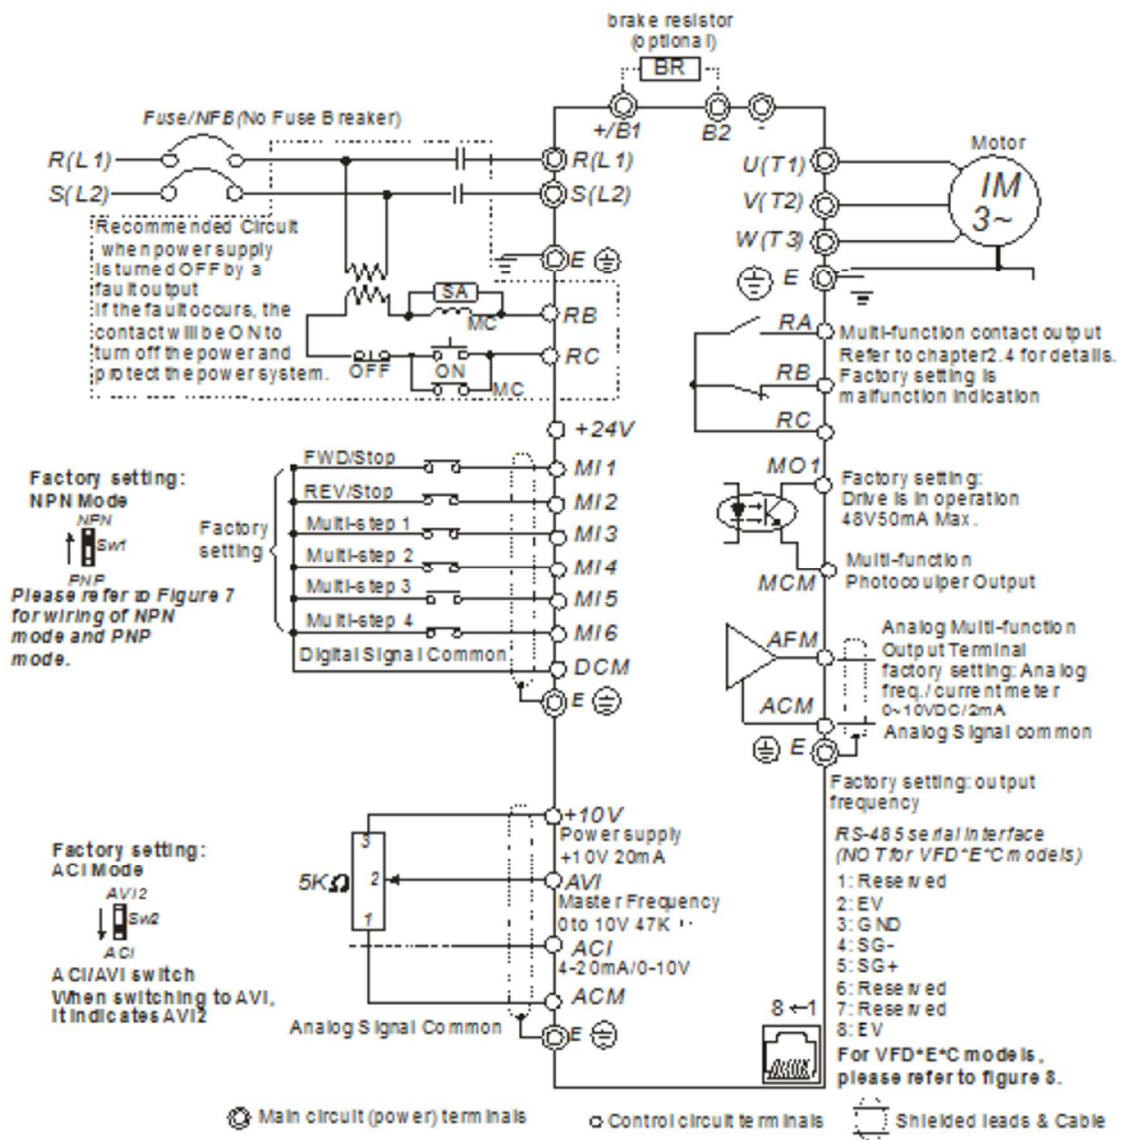 brake resistor
(optional)
BR
+/B1
B2
-
Fuse/NFB(No Fuse Breaker)
R(L1)
S(L2)
R(L1)
S(L2)
E
Recommended Circuit
when power supply
is turned OFF by a
fault output
If the fault occurs, the
contact will be ON to
turn off the power and
protect the power system.
SA
MC
OFF
ON
MC
RB
RC
Motor
U(T1)
V(T2)
W(T3)
IM
3~
E
RA
RB
RC
Multi-function contact output
Refer to chapter2.4 for details.
Factory setting is
malfunction indication
+24V
Factory setting:
NPN Mode
NPN
Sw1
PNP
Please refer to Figure 7
for wiring of NPN
mode and PNP
mode.
Factory
setting
FWD/Stop
REV/Stop
Multi-step 1
Multi-step 2
Multi-step 3
Multi-step 4
Digital Signal Common
MI1
MI2
MI3
MI4
MI5
MI6
DCM
E
MO1
Factory setting:
Drive is in operation
48V50mA Max.
MCM
Multi-function
Photocoulper Output
AFM
ACM
E
Analog Multi-function
Output Terminal
factory setting: Analog
freq./ current meter
0~10VDC/2mA
Analog Signal common
Factory setting: output
frequency
Factory setting:
ACI Mode
AVI2
Sw2
ACI
ACI/AVI switch
When switching to AVI,
it indicates AVI2
5KΩ
3
2
1
Analog Signal Common
+10V
Power supply
+10V 20mA
AVI
Master Frequency
0 to 10V 47K
ACI
4-20mA/0-10V
ACM
E
RS-485 serial interface
(NOT for VFD*E*C models)
1: Reserved
2: EV
3: GND
4: SG-
5: SG+
6: Reserved
7: Reserved
8: EV
8←1
For VFD*E*C models,
please refer to figure 8.
Main circuit (power) terminals
Control circuit terminals
Shielded leads & Cable